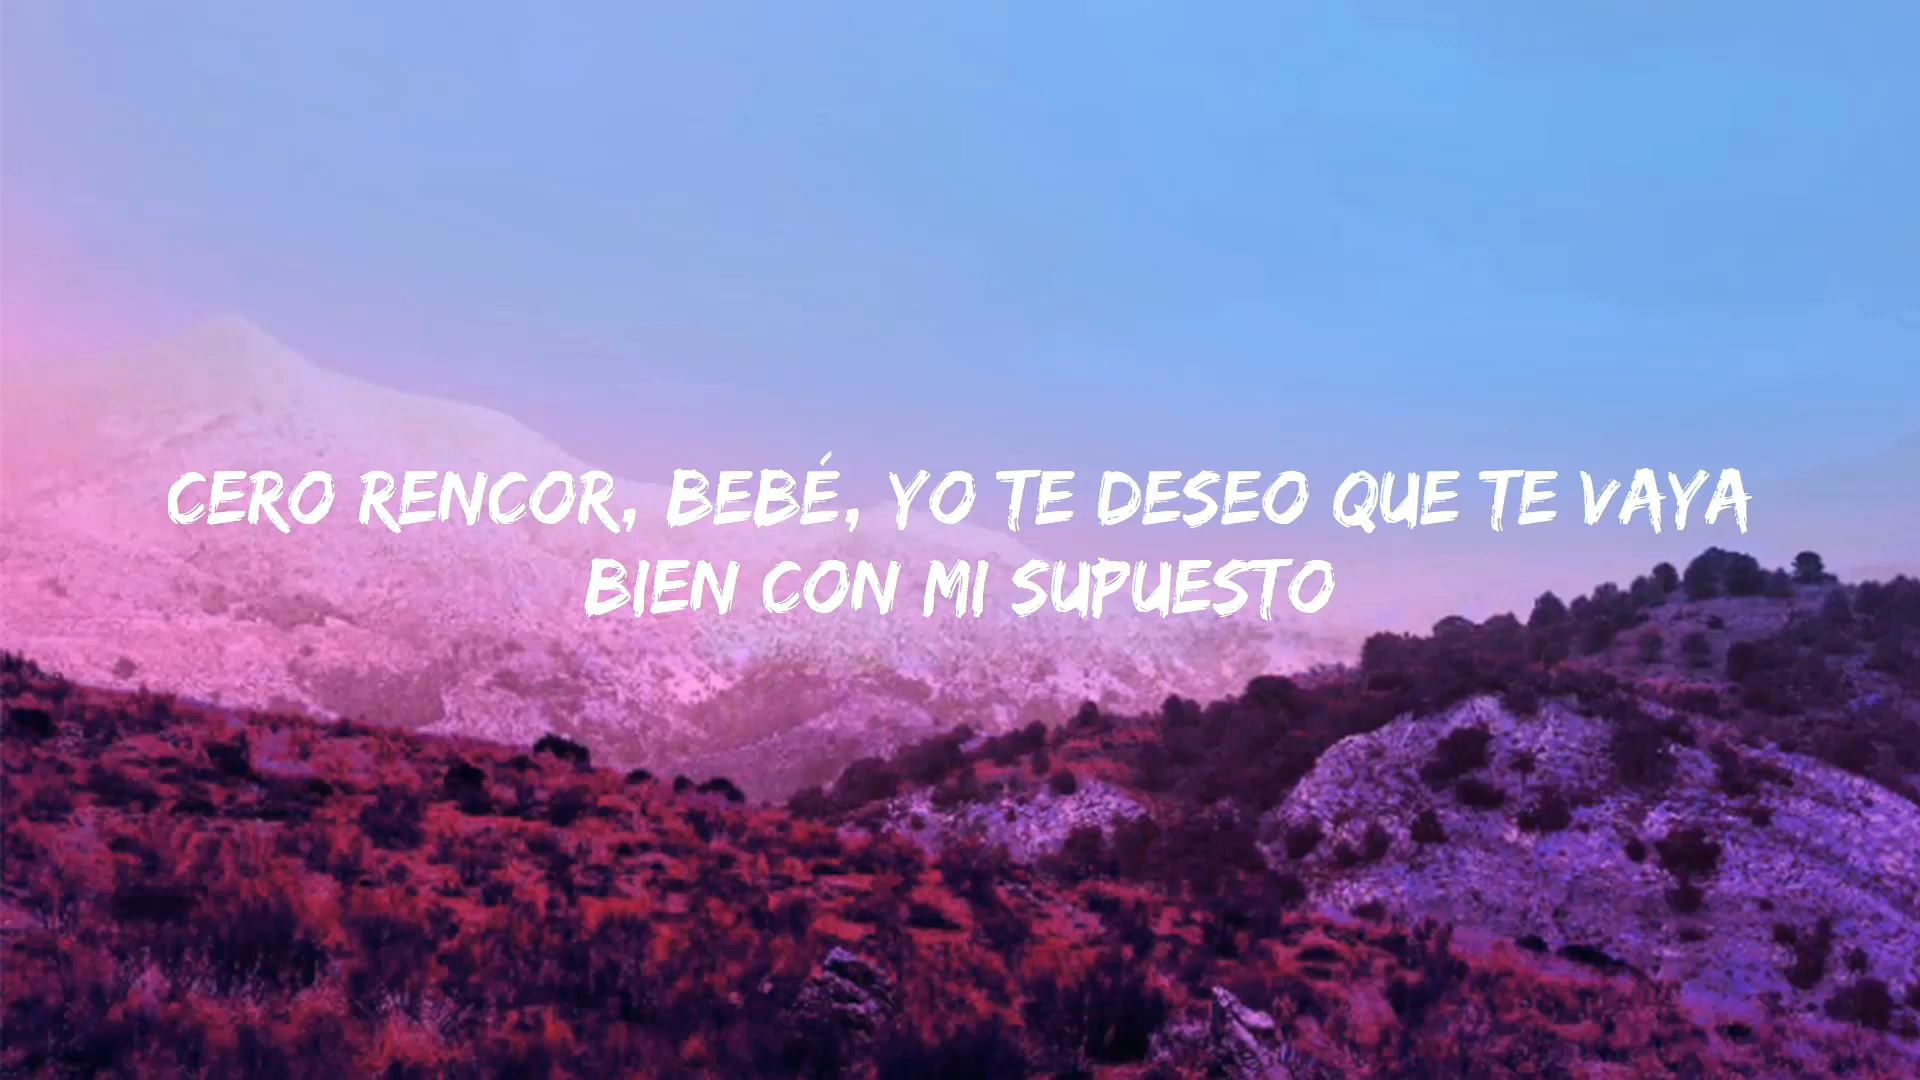 CERO RENCOR, BEBÉ, YO TE DESEO QUE TE VAYA
BIEN CON MI SUPUESTO